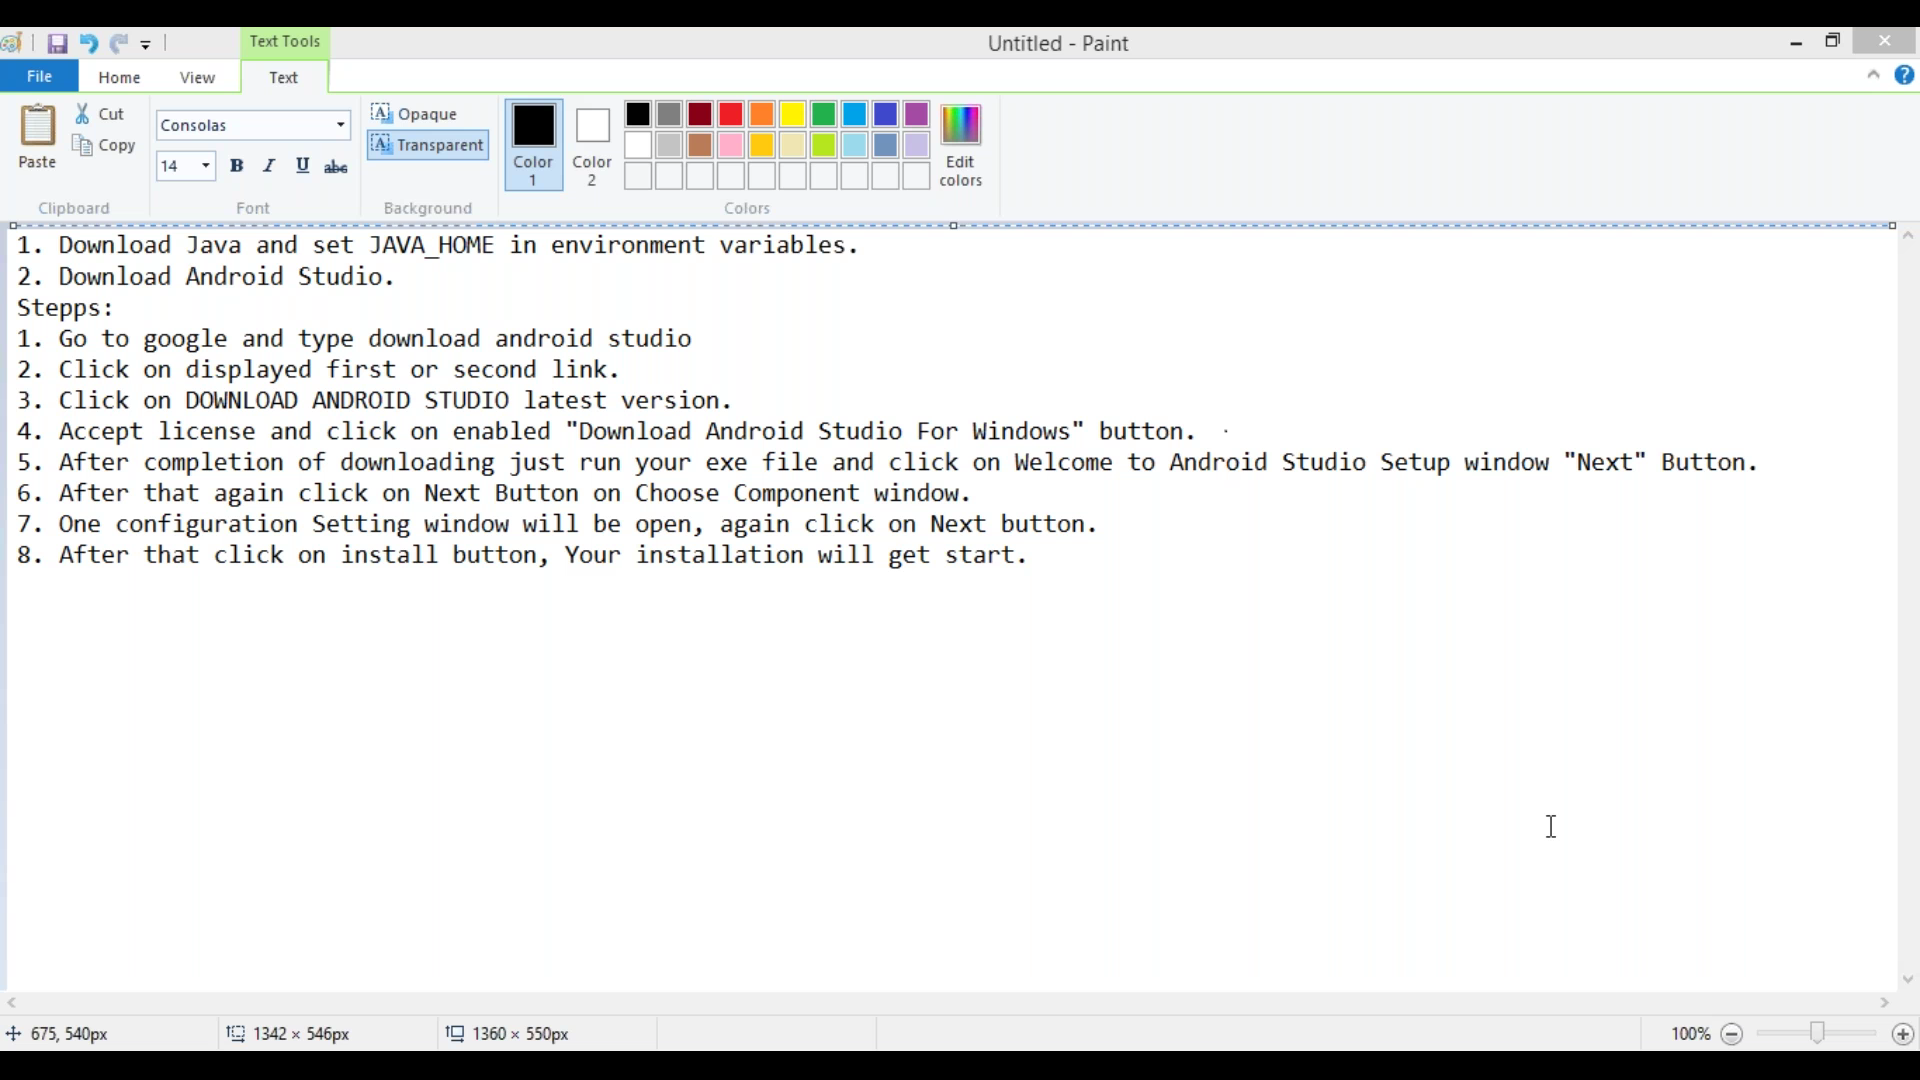 Text Tools
Untitled - Paint
File Home View Text
Paste
Cut
Copy
Consolas
14 B I U abc
Opaque
Transparent
Color 1
Color 2
Edit colors
Clipboard Font Background Colors
1. Download Java and set JAVA_HOME in environment variables.
2. Download Android Studio.
Stepps:
1. Go to google and type download android studio
2. Click on displayed first or second link.
3. Click on DOWNLOAD ANDROID STUDIO latest version.
4. Accept license and click on enabled "Download Android Studio For Windows" button.
5. After completion of downloading just run your exe file and click on Welcome to Android Studio Setup window "Next" Button.
6. After that again click on Next Button on Choose Component window.
7. One configuration Setting window will be open, again click on Next button.
8. After that click on install button, Your installation will get start.
675, 540px 1342 × 546px 1360 × 550px 100%